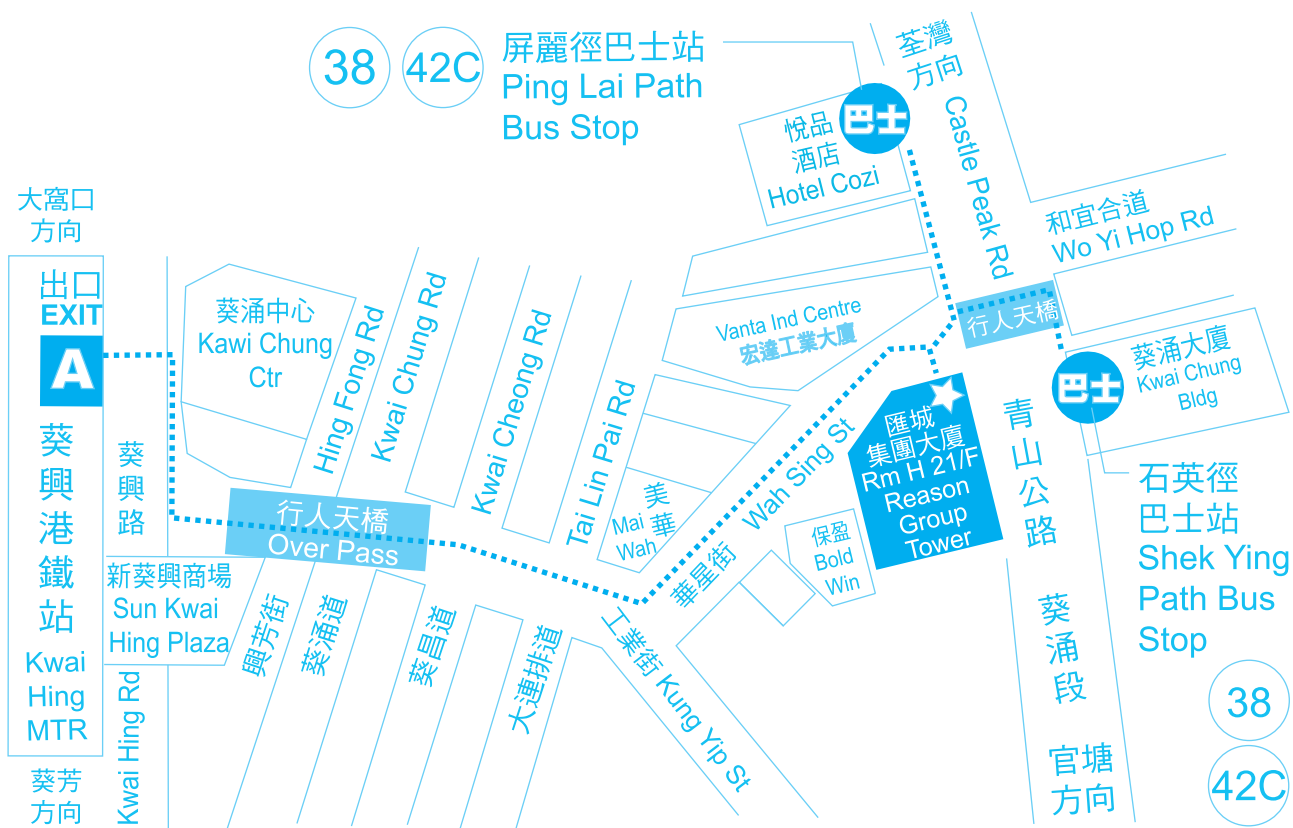 38
42C
屏麗徑巴士站
Ping Lai Path
Bus Stop
荃灣
方向
Castle Peak Rd
巴士
悅品
酒店
Hotel Cozi
和宜合道
Wo Yi Hop Rd
大窩口
方向
出口
EXIT
A
葵興港鐵站
Kwai
Hing
MTR
葵芳
方向
葵興路
Kwai Hing Rd
葵涌中心
Kawi Chung
Ctr
Hing Fong Rd
Kwai Chung Rd
Kwai Cheong Rd
Tai Lin Pai Rd
Vanta Ind Centre
宏達工業大廈
行人天橋
巴士
葵涌大廈
Kwai Chung
Bldg
匯城
集團大廈
Rm H 21/F
Reason
Group
Tower
Wah Sing St
華星街
美華
Mai
Wah
保盈
Bold
Win
行人天橋
Over Pass
新葵興商場
Sun Kwai
Hing Plaza
興芳街
葵涌道
葵昌道
大連排道
工業街 Kung Yip St
青山公路
葵涌段
官塘
方向
石英徑
巴士站
Shek Ying
Path Bus
Stop
38
42C